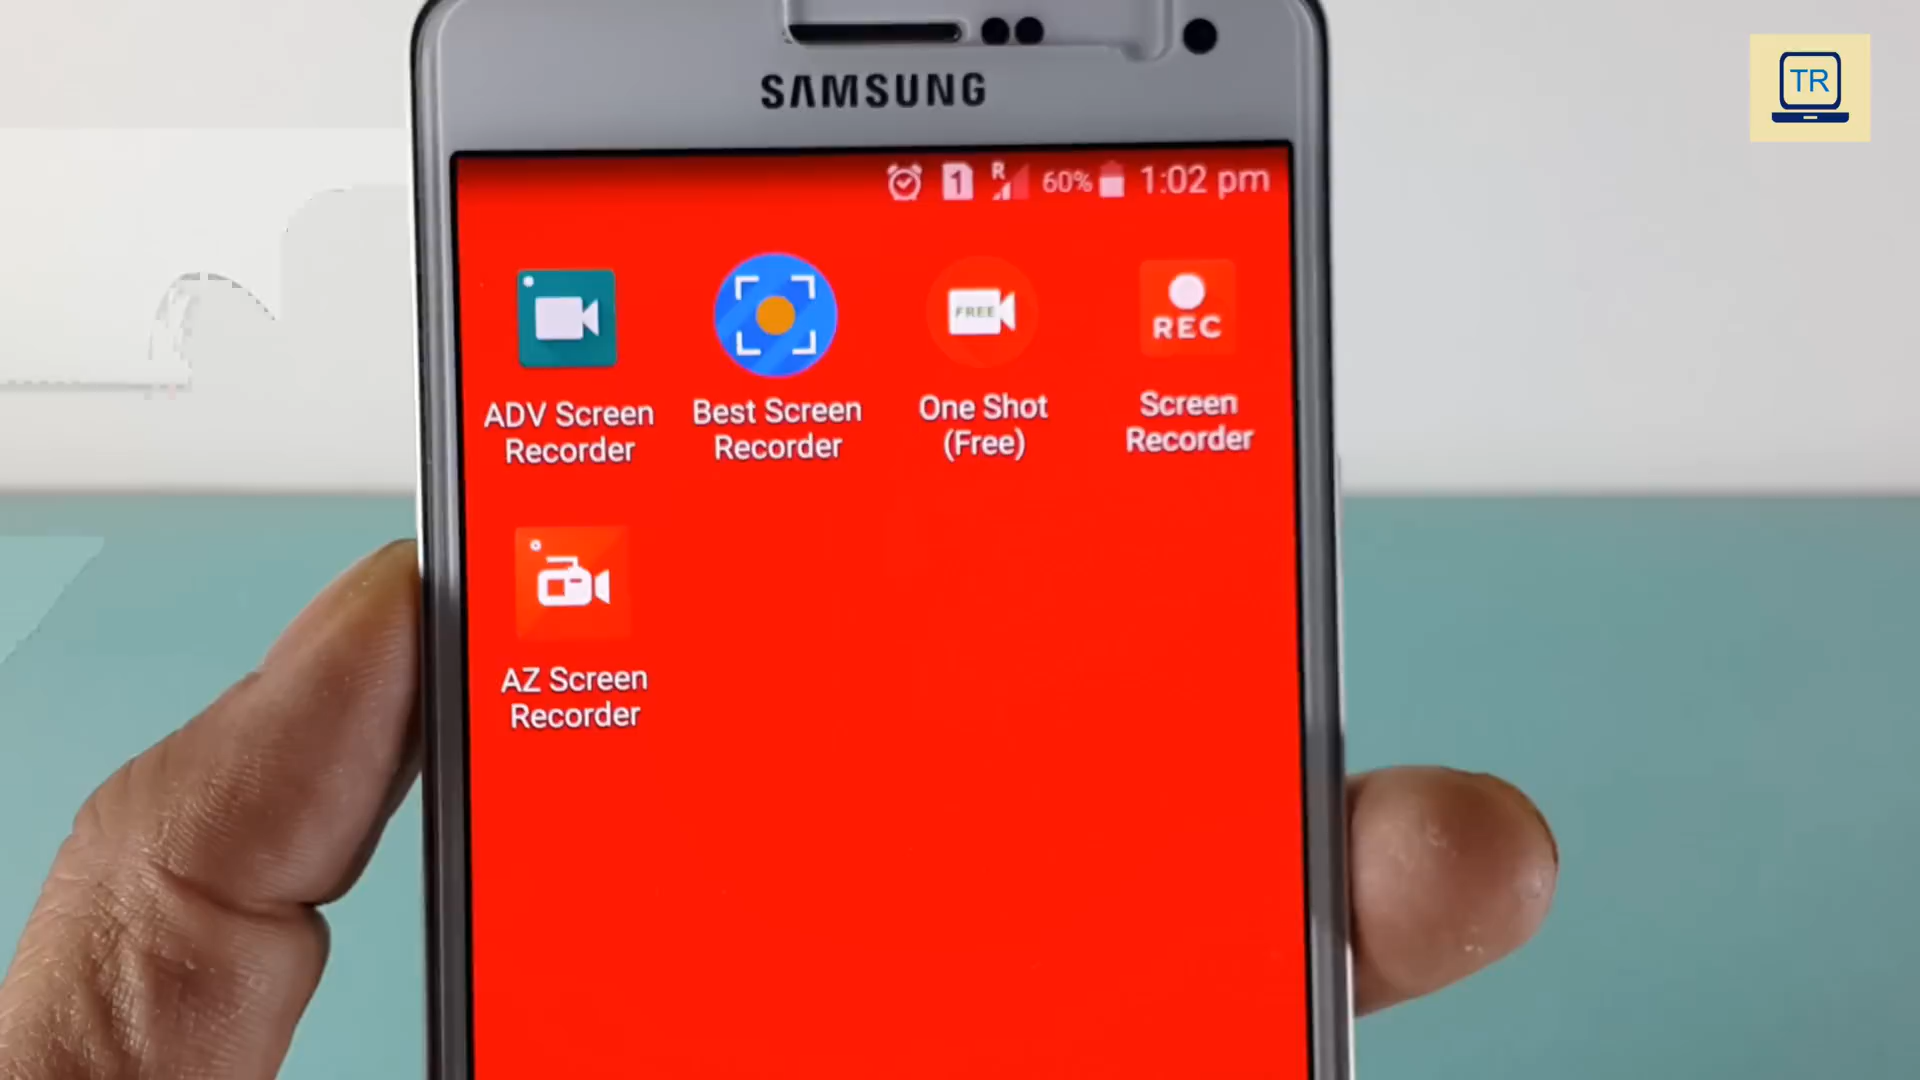 TR
SAMSUNG
1 R 60% 1:02 pm
FREE
REC
ADV Screen
Recorder
Best Screen
Recorder
One Shot
(Free)
Screen
Recorder
AZ Screen
Recorder